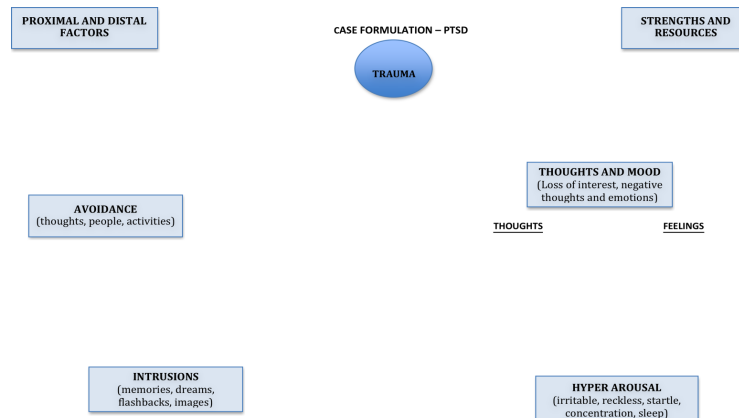 PROXIMAL AND DISTAL
FACTORS
CASE FORMULATION – PTSD
STRENGTHS AND
RESOURCES
TRAUMA
THOUGHTS AND MOOD
(Loss of interest, negative
thoughts and emotions)
AVOIDANCE
(thoughts, people, activities)
THOUGHTS
FEELINGS
INTRUSIONS
(memories, dreams,
flashbacks, images)
HYPER AROUSAL
(irritable, reckless, startle,
concentration, sleep)